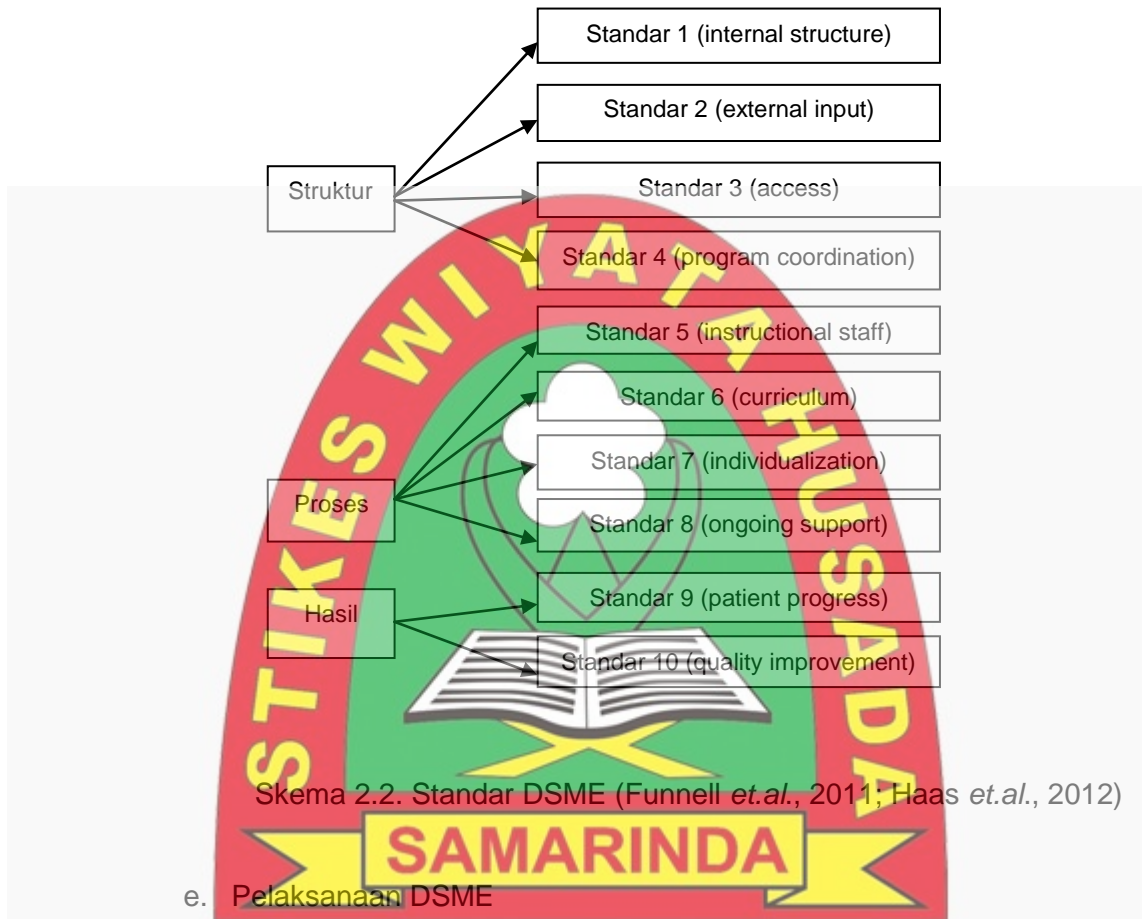 Standar 1 (internal structure)
Standar 2 (external input)
Struktur
Standar 3 (access)
Standar 4 (program coordination)
Standar 5 (instructional staff)
Standar 6 (curriculum)
Standar 7 (individualization)
Proses
Standar 8 (ongoing support)
Hasil
Standar 9 (patient progress)
Standar 10 (quality improvement)
STIKES WIYATA HUSADA
Skema 2.2. Standar DSME (Funnell et.al., 2011; Haas et.al., 2012)
SAMARINDA
e. Pelaksanaan DSME